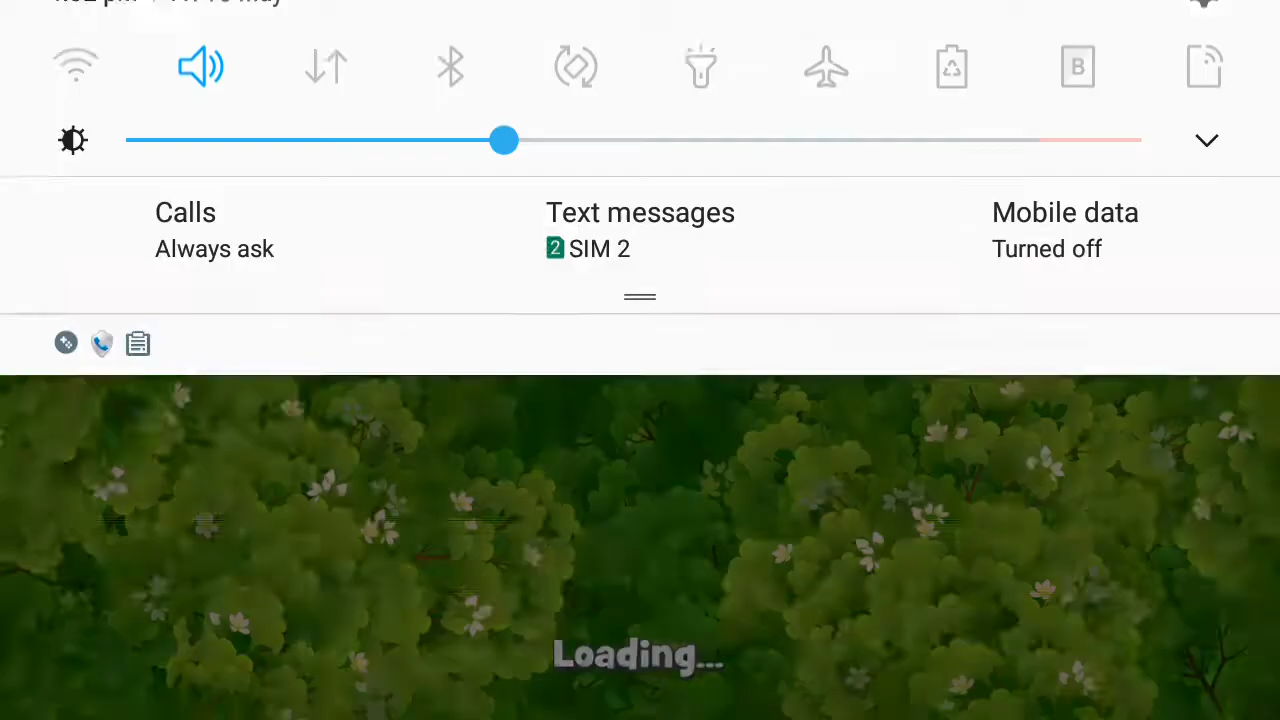 B
Calls
Text messages
Mobile data
Always ask
2 SIM 2
Turned off
Loading...